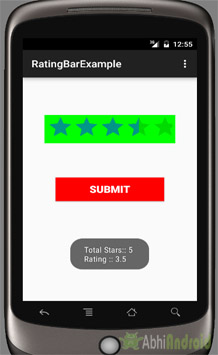 12:55
RatingBarExample
SUBMIT
Total Stars:: 5
Rating :: 3.5
AbhiAndroid